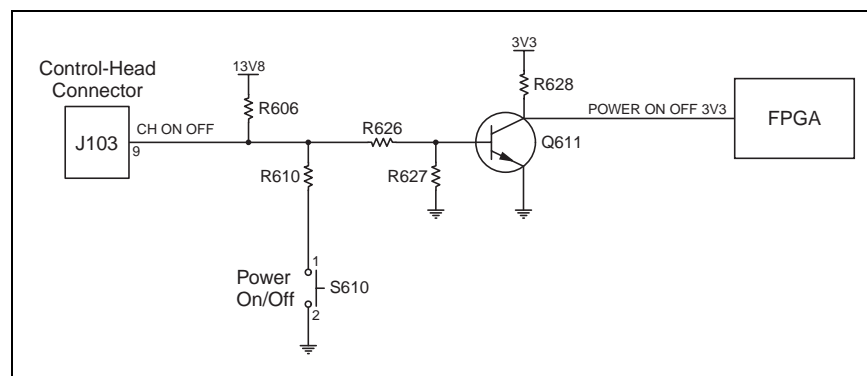 Control-Head
Connector
J103
9
CH ON OFF
13V8
R606
R610
R626
R627
3V3
R628
Q611
POWER ON OFF 3V3
FPGA
Power
On/Off
1
S610
2